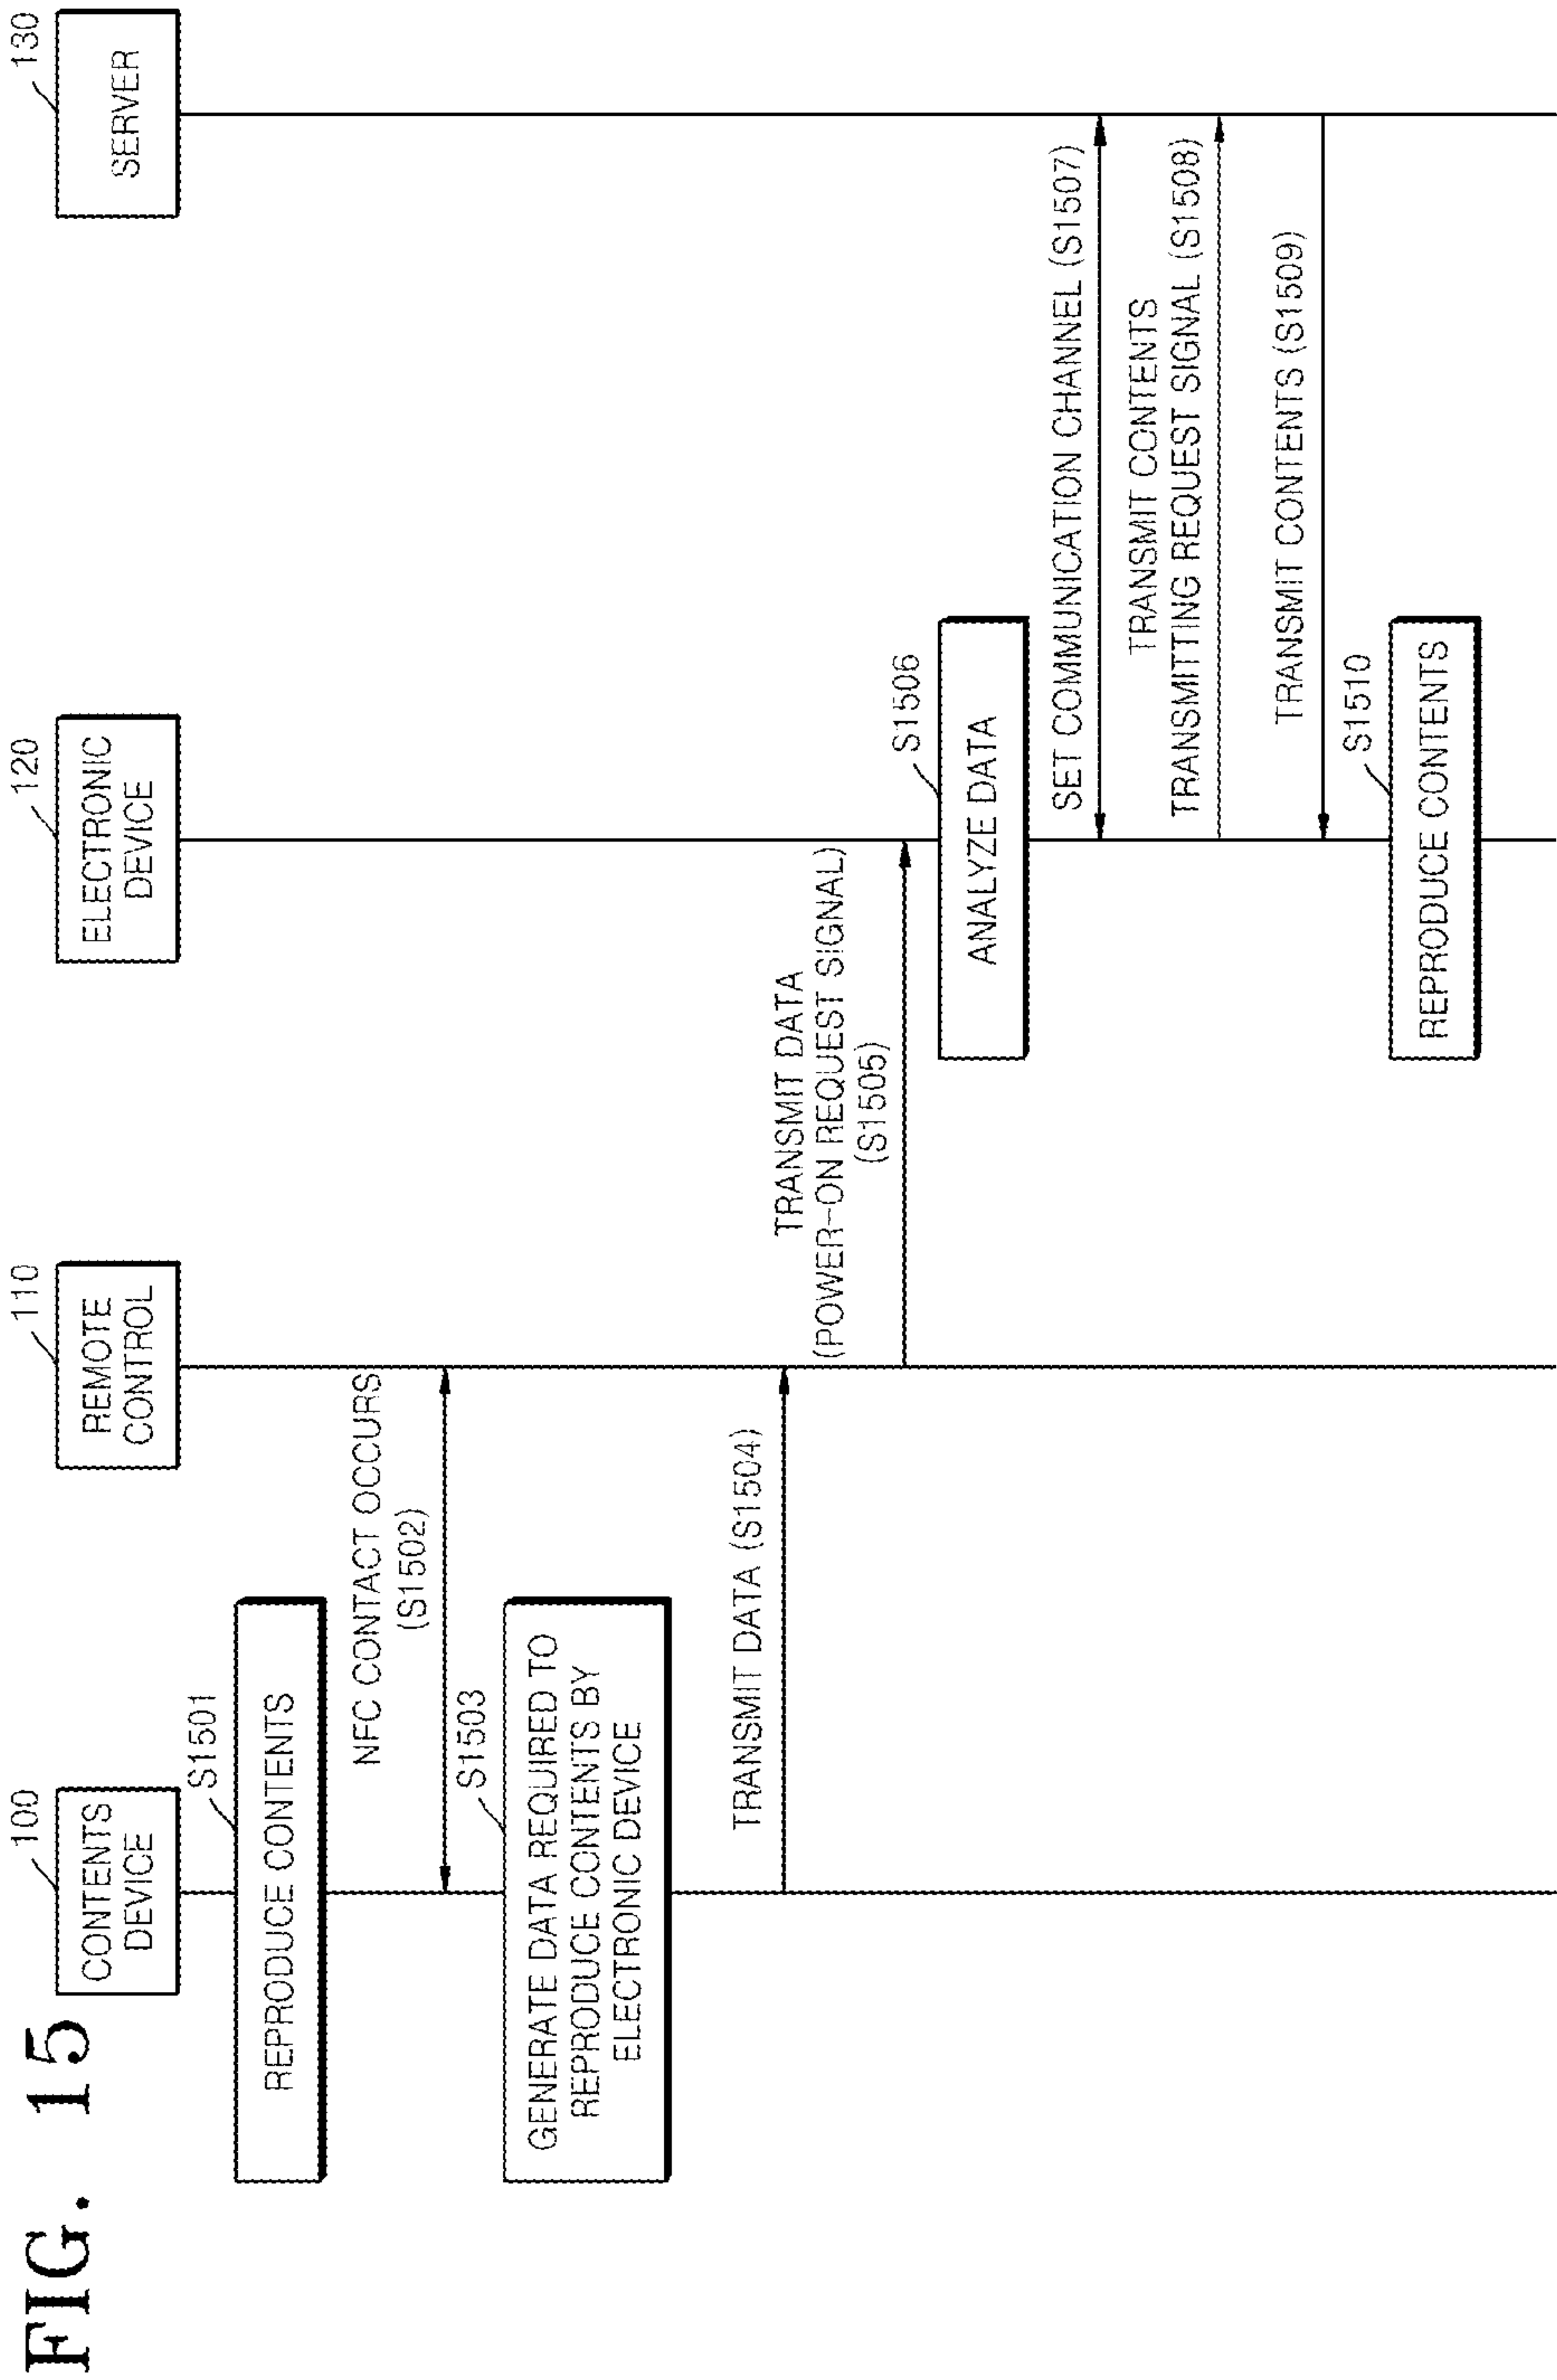 FIG. 15
100
CONTENTS
DEVICE
110
REMOTE
CONTROL
120
ELECTRONIC
DEVICE
130
SERVER
S1501
REPRODUCE CONTENTS
NFC CONTACT OCCURS
(S1502)
S1503
GENERATE DATA REQUIRED TO
REPRODUCE CONTENTS BY
ELECTRONIC DEVICE
TRANSMIT DATA (S1504)
TRANSMIT DATA
(POWER-ON REQUEST SIGNAL)
(S1505)
S1506
ANALYZE DATA
SET COMMUNICATION CHANNEL (S1507)
TRANSMIT CONTENTS
TRANSMITTING REQUEST SIGNAL (S1508)
TRANSMIT CONTENTS (S1509)
S1510
REPRODUCE CONTENTS